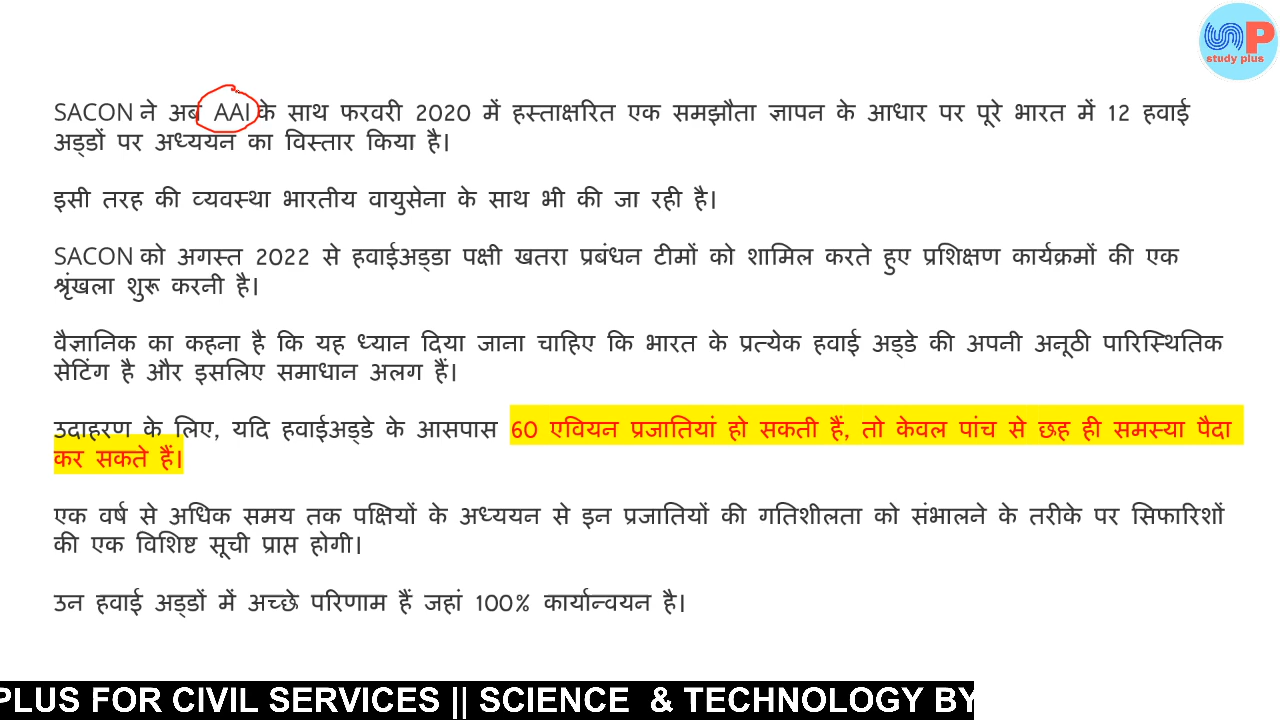 SP
study plus
SACON ने अब AAI के साथ फरवरी 2020 में हस्ताक्षरित एक समझौता ज्ञापन के आधार पर पूरे भारत में 12 हवाई
अड्डों पर अध्ययन का विस्तार किया है।
इसी तरह की व्यवस्था भारतीय वायुसेना के साथ भी की जा रही है।
SACON को अगस्त 2022 से हवाईअड्डा पक्षी खतरा प्रबंधन टीमों को शामिल करते हुए प्रशिक्षण कार्यक्रमों की एक
श्रृंखला शुरू करनी है।
वैज्ञानिक का कहना है कि यह ध्यान दिया जाना चाहिए कि भारत के प्रत्येक हवाई अड्डे की अपनी अनूठी पारिस्थितिक
सेटिंग है और इसलिए समाधान अलग हैं।
उदाहरण के लिए, यदि हवाईअड्डे के आसपास 60 एवियन प्रजातियां हो सकती हैं, तो केवल पांच से छह ही समस्या पैदा
कर सकते हैं।
एक वर्ष से अधिक समय तक पक्षियों के अध्ययन से इन प्रजातियों की गतिशीलता को संभालने के तरीके पर सिफारिशों
की एक विशिष्ट सूची प्राप्त होगी।
उन हवाई अड्डों में अच्छे परिणाम हैं जहां 100% कार्यान्वयन है।
PLUS FOR CIVIL SERVICES || SCIENCE & TECHNOLOGY BY